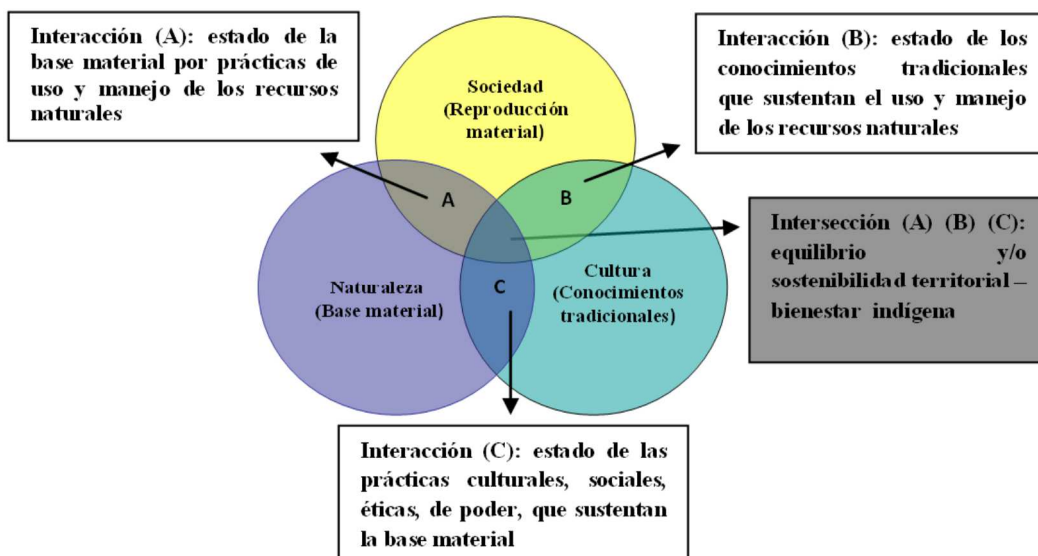 Interacción (A): estado de la
base material por prácticas de
uso y manejo de los recursos
naturales
Interacción (B): estado de los
conocimientos tradicionales
que sustentan el uso y manejo
de los recursos naturales
Sociedad
(Reproducción
material)
A
B
Intersección (A) (B) (C):
equilibrio y/o
sostenibilidad territorial –
bienestar indígena
Naturaleza
(Base material)
C
Cultura
(Conocimientos
tradicionales)
Interacción (C): estado de las
prácticas culturales, sociales,
éticas, de poder, que sustentan
la base material